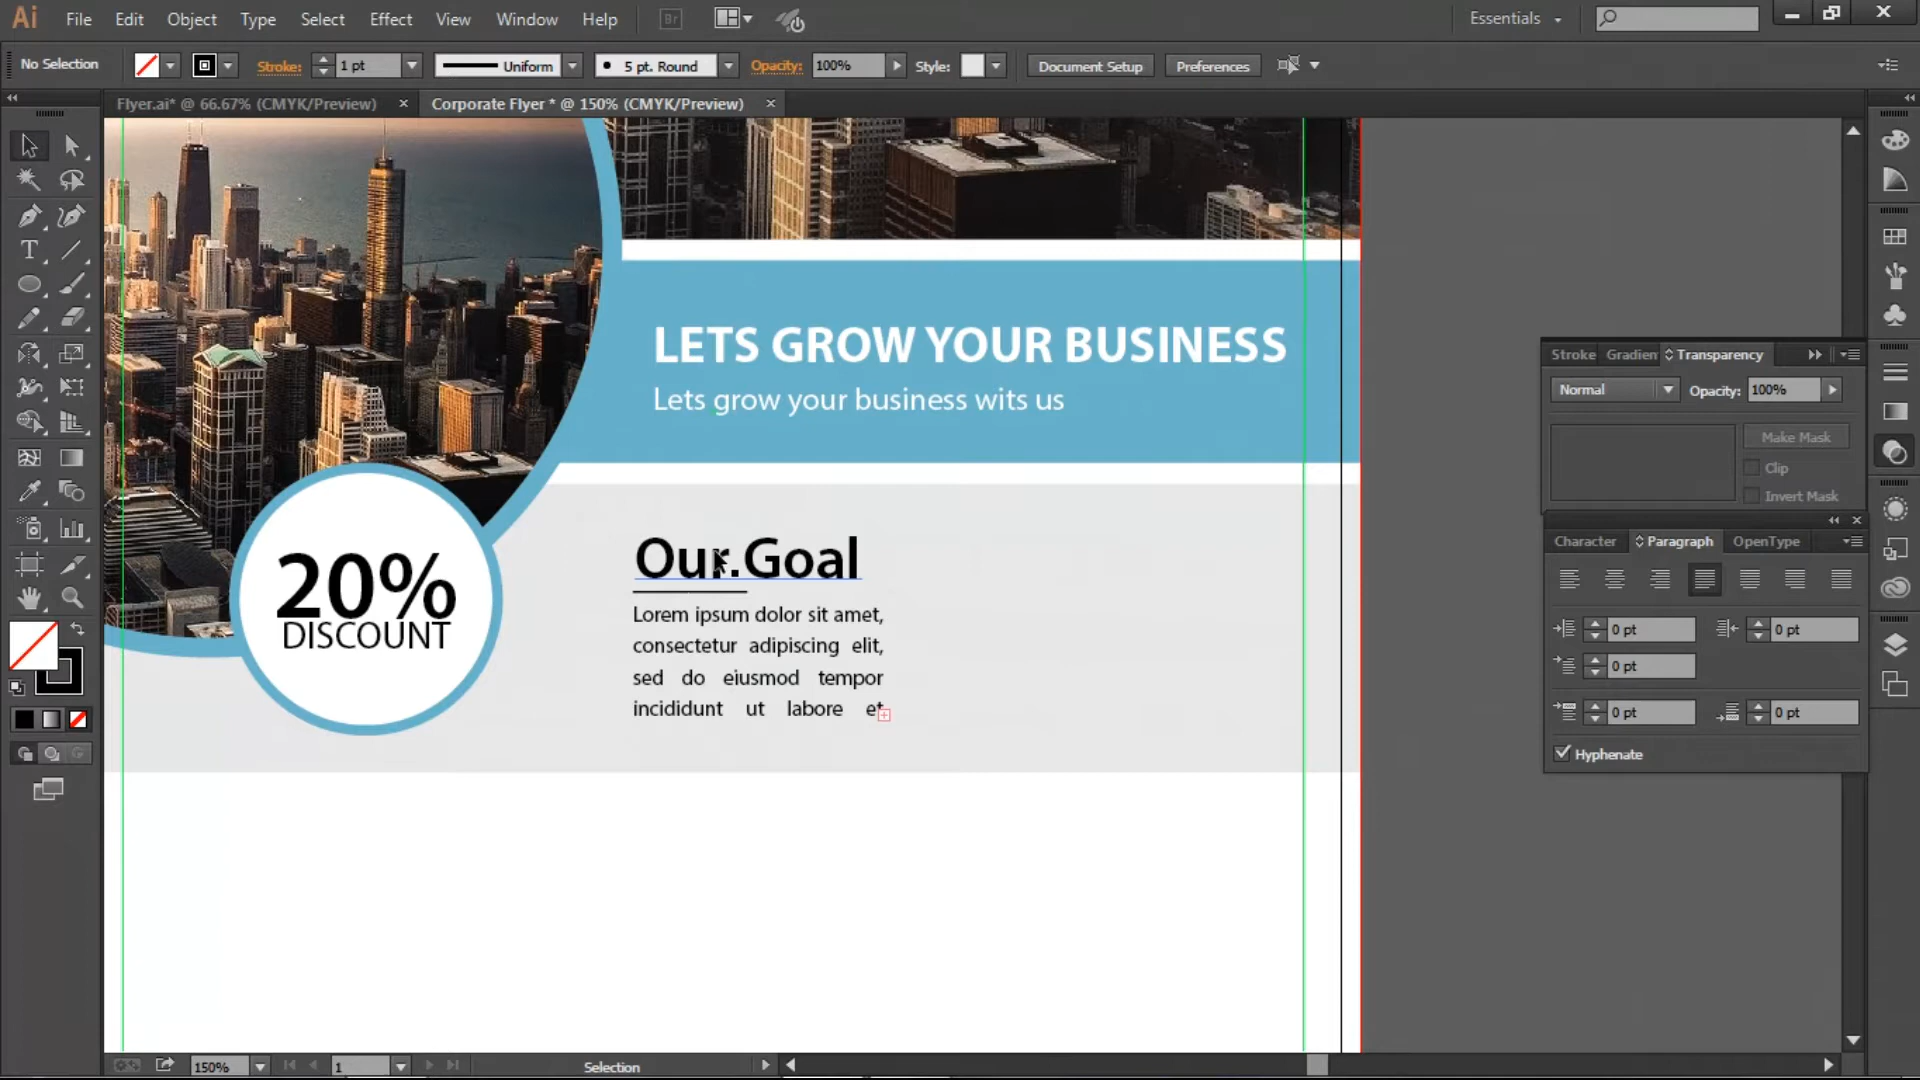 Ai File Edit Object Type Select Effect View Window Help Br Essentials
No Selection Stroke: 1 pt Uniform 5 pt. Round Opacity: 100% Style: Document Setup Preferences
Flyer.ai* @ 66.67% (CMYK/Preview) × Corporate Flyer * @ 150% (CMYK/Preview) ×
LETS GROW YOUR BUSINESS
Lets grow your business wits us
20%
DISCOUNT
Our Goal
Lorem ipsum dolor sit amet,
consectetur adipiscing elit,
sed do eiusmod tempor
incididunt ut labore et
Stroke Gradien Transparency
Normal Opacity: 100%
Make Mask
Clip
Invert Mask
Character Paragraph OpenType
0 pt 0 pt
0 pt
0 pt 0 pt
Hyphenate
150% 1 Selection